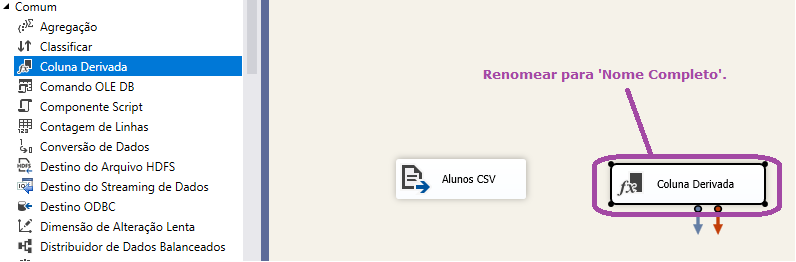 Comum
Agregação
Classificar
Coluna Derivada
Comando OLE DB
Componente Script
Contagem de Linhas
Conversão de Dados
Destino do Arquivo HDFS
Destino do Streaming de Dados
Destino ODBC
Dimensão de Alteração Lenta
Distribuidor de Dados Balanceados
Renomear para 'Nome Completo'.
Alunos CSV
Coluna Derivada